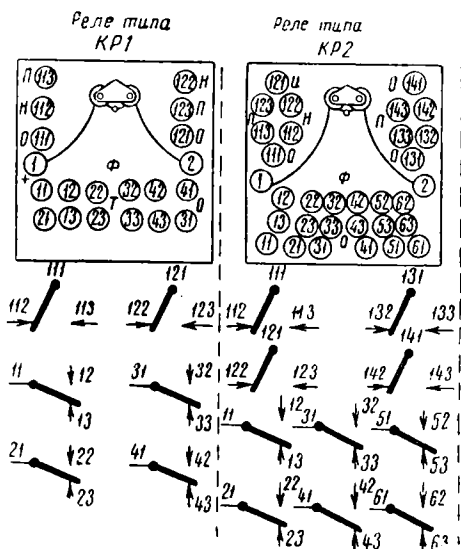 Реле типа
КР1
П 113 122 Н
Н 112 123 П
О 111 121 О
1 Ф 2
+
11 12 22 32 42 41
Т О
21 13 23 33 43 31
111 121
112 113 122 123
11 12 31 32
13 33
21 22 41 42
23 43
Реле типа
КР2
121 О 141
123 122 Н 143 142
П П
113 112 Н 133 132
111 О О 131
1 Ф 2
12 22 32 42 52 62
13 23 33 43 53 63
11 21 31 О 41 51 61
111 131
112 113 132 133
121 141
122 123 142 143
11 12 31 32 51 52
13 33 53
21 22 41 42 61 62
23 43 63